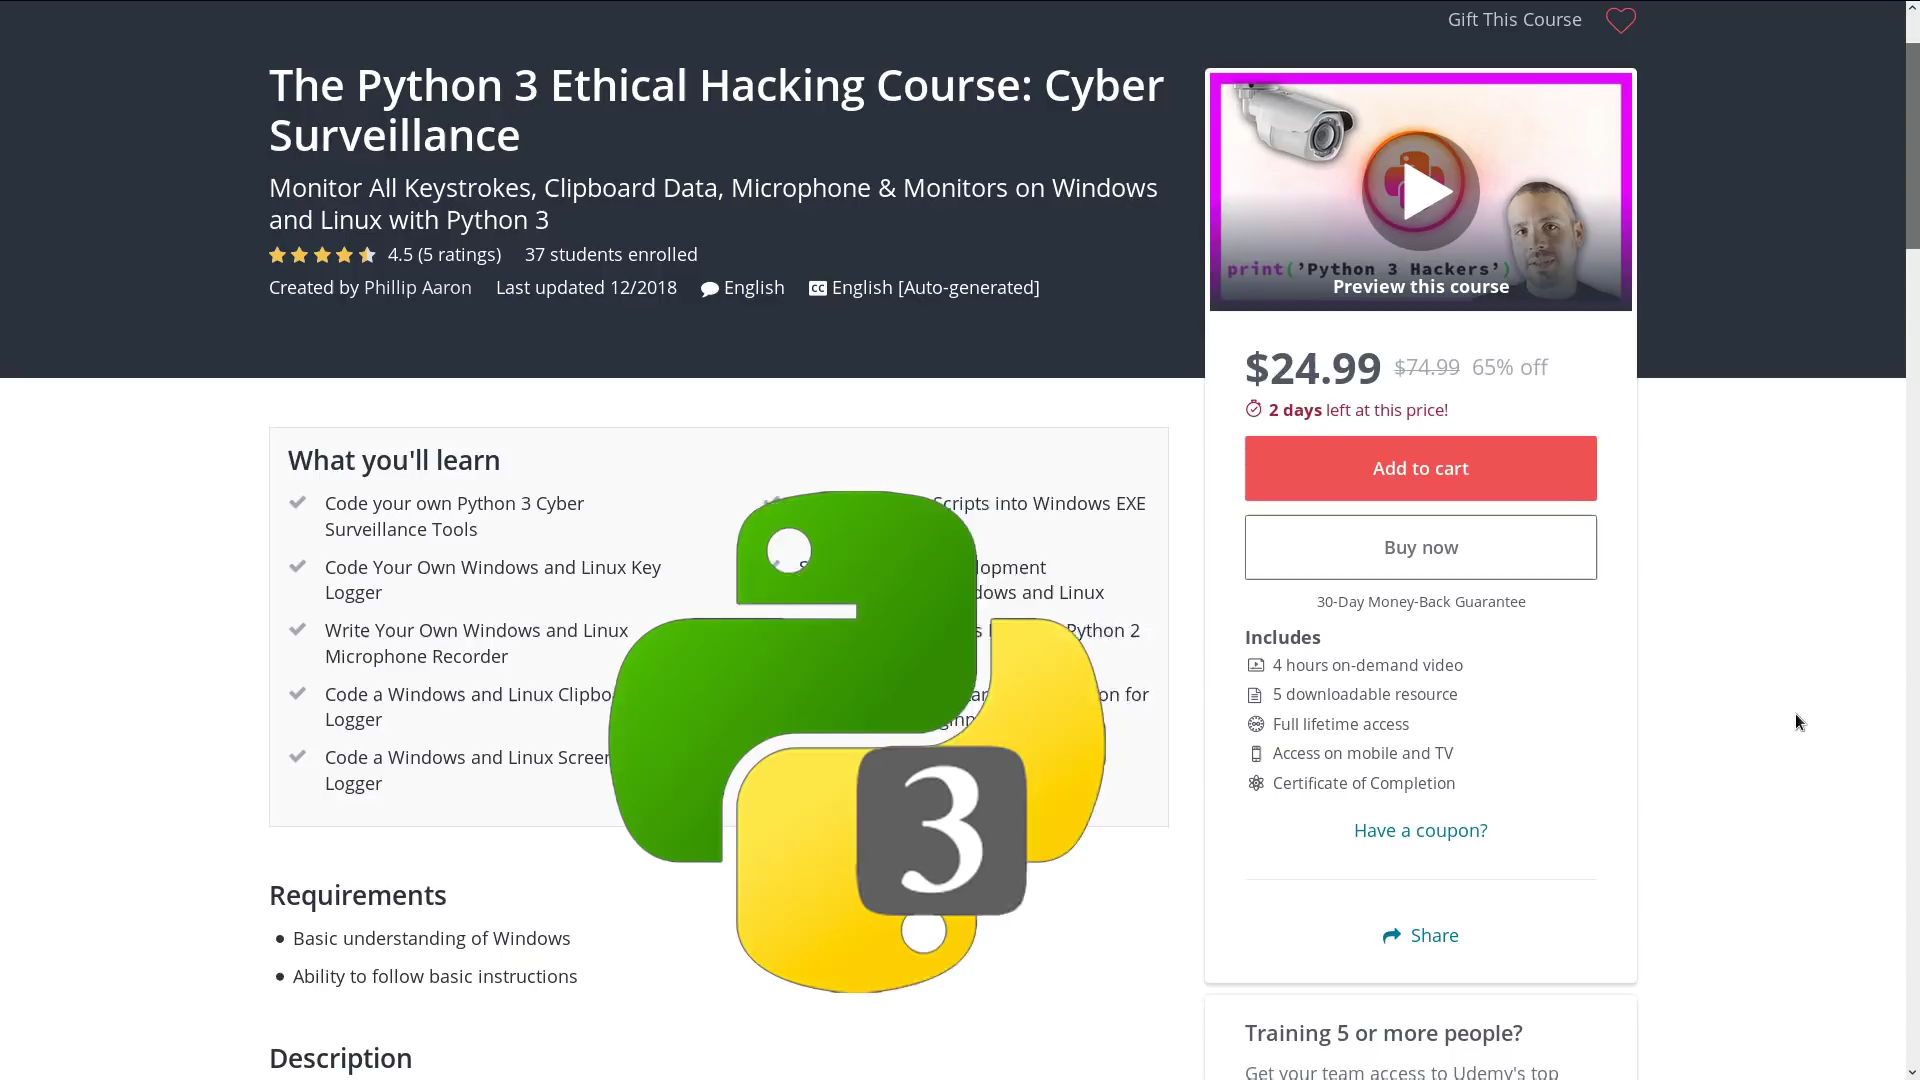 Gift This Course
The Python 3 Ethical Hacking Course: Cyber
Surveillance
Monitor All Keystrokes, Clipboard Data, Microphone & Monitors on Windows
and Linux with Python 3
4.5 (5 ratings) 37 students enrolled
Created by Phillip Aaron Last updated 12/2018 English CC English [Auto-generated]
print('Python 3 Hackers')
Preview this course
$24.99 $74.99 65% off
2 days left at this price!
Add to cart
Buy now
30-Day Money-Back Guarantee
Includes
4 hours on-demand video
5 downloadable resource
Full lifetime access
Access on mobile and TV
Certificate of Completion
Have a coupon?
Share
Training 5 or more people?
Get your team access to Udemy's top
What you'll learn
Code your own Python 3 Cyber
Surveillance Tools
Code Your Own Windows and Linux Key
Logger
Write Your Own Windows and Linux
Microphone Recorder
Code a Windows and Linux
Logger
Code a Windows and Linux
Logger
Scripts into Windows EXE
and Linux
Python 2
for
3
Requirements
Basic understanding of Windows
Ability to follow basic instructions
Description